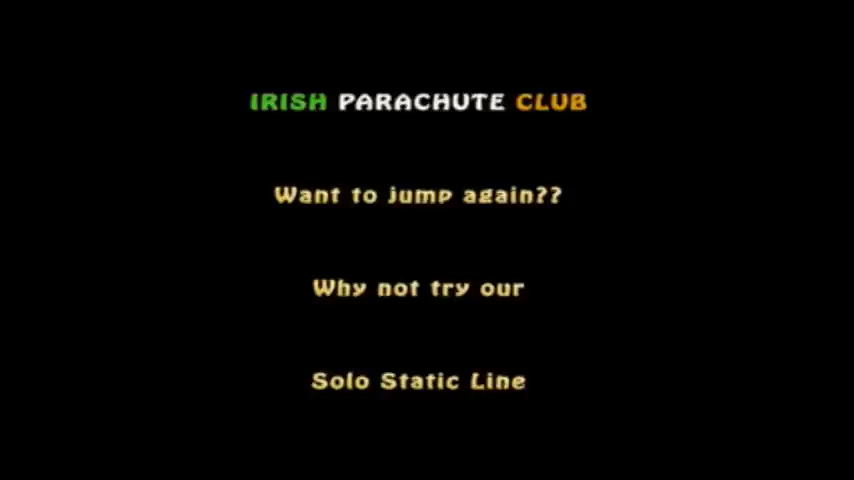 IRISH PARACHUTE CLUB
Want to jump again??
Why not try our
Solo Static Line